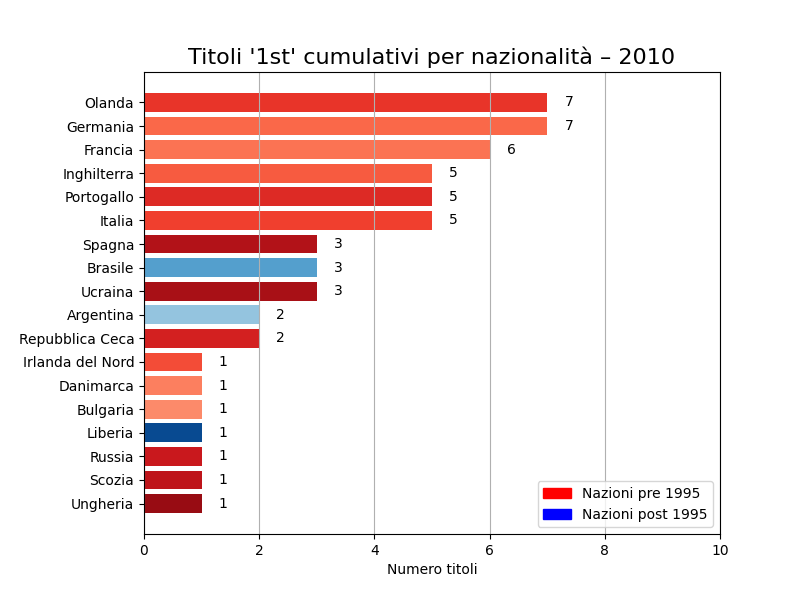 Titoli '1st' cumulativi per nazionalità – 2010
Olanda 7
Germania 7
Francia 6
Inghilterra 5
Portogallo 5
Italia 5
Spagna 3
Brasile 3
Ucraina 3
Argentina 2
Repubblica Ceca 2
Irlanda del Nord 1
Danimarca 1
Bulgaria 1
Liberia 1
Russia 1
Scozia 1
Ungheria 1
Nazioni pre 1995
Nazioni post 1995
0 2 4 6 8 10
Numero titoli